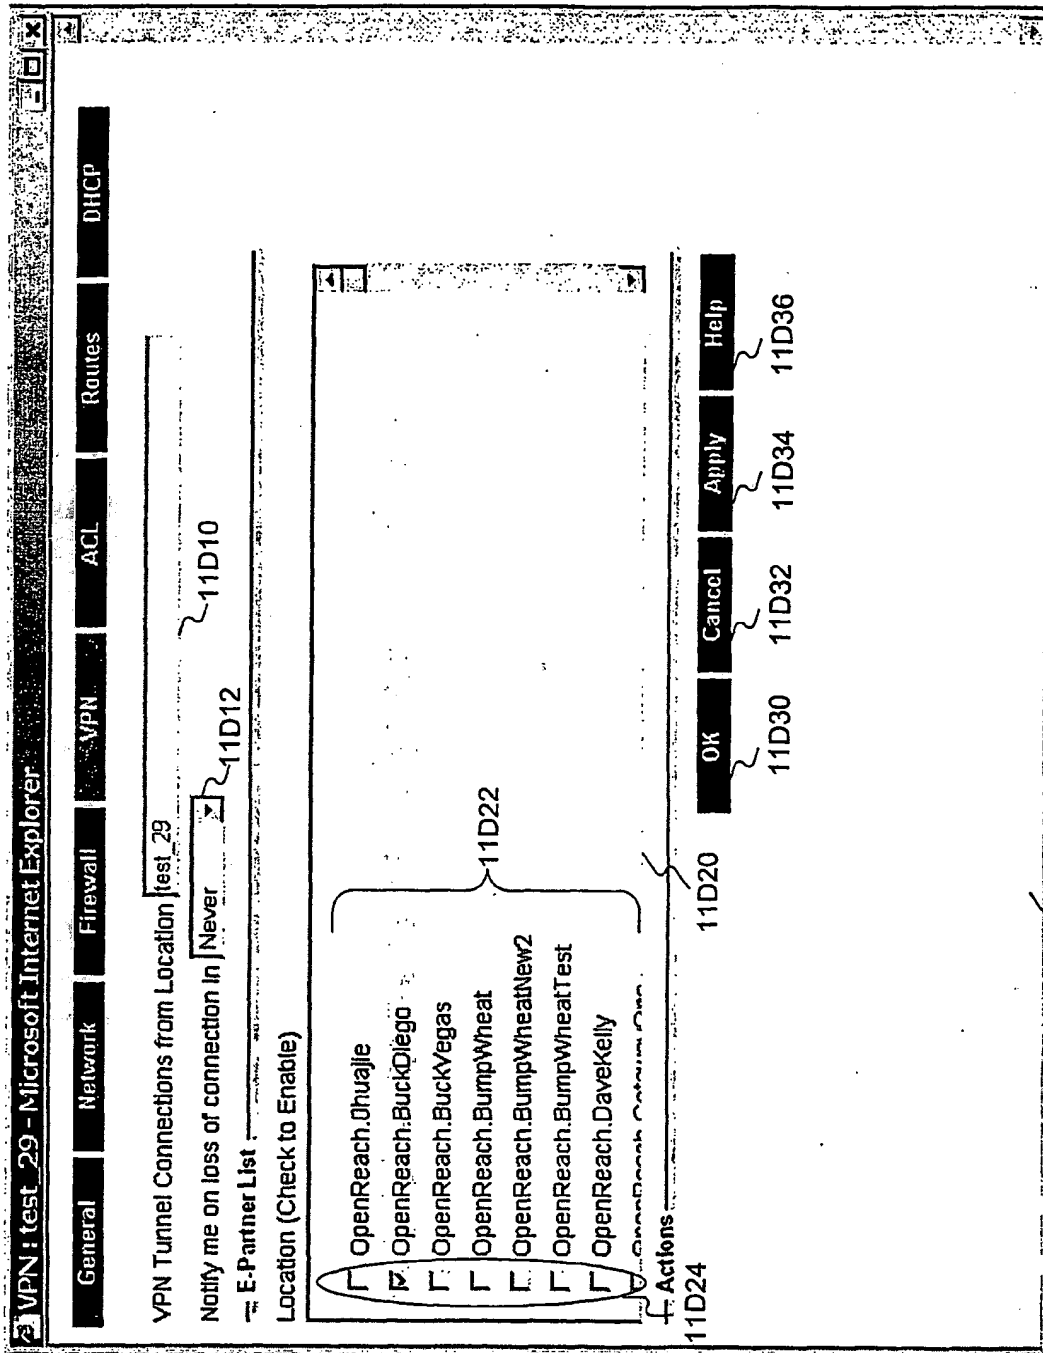 VPN : test_29 - Microsoft Internet Explorer
General Network Firewall VPN ACL Routes DHCP
VPN Tunnel Connections from Location test_29
11D10
Notify me on loss of connection in Never
11D12
E-Partner List
Location (Check to Enable)
OpenReach.0huajie
OpenReach.BuckDiego
OpenReach.BuckVegas
OpenReach.BumpWheat
11D22
OpenReach.BumpWheatNew2
OpenReach.BumpWheatTest
OpenReach.DaveKelly
OpenReach.Gateway.One
Actions
11D24
11D20
OK Cancel Apply Help
11D30 11D32 11D34 11D36